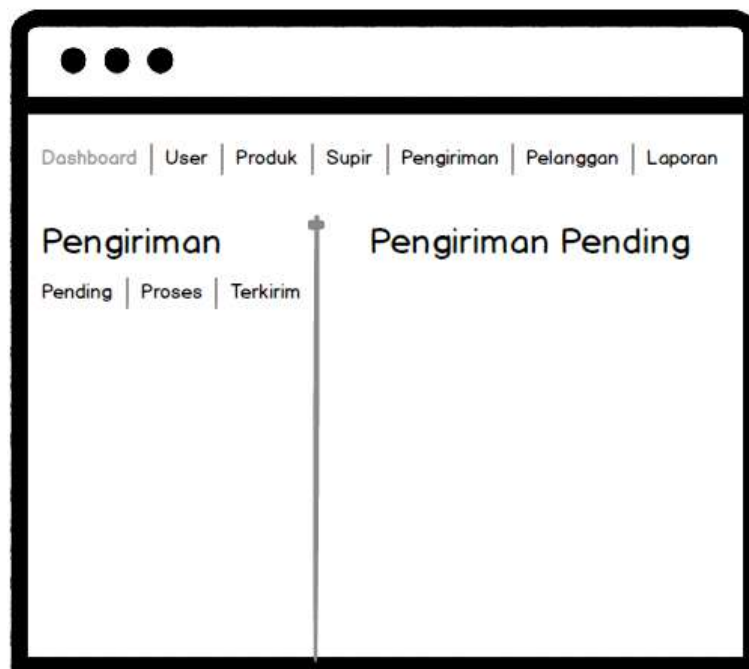 Dashboard | User | Produk | Supir | Pengiriman | Pelanggan | Laporan
Pengiriman
Pending | Proses | Terkirim
Pengiriman Pending